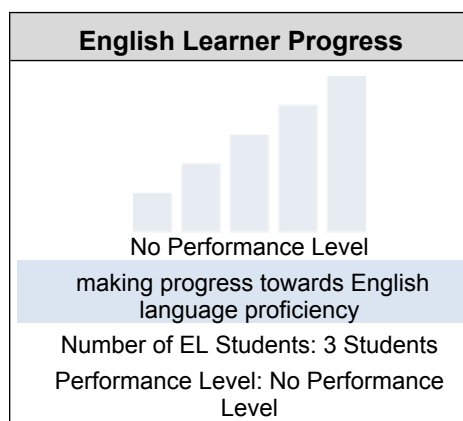 English Learner Progress
No Performance Level
making progress towards English
language proficiency
Number of EL Students: 3 Students
Performance Level: No Performance
Level